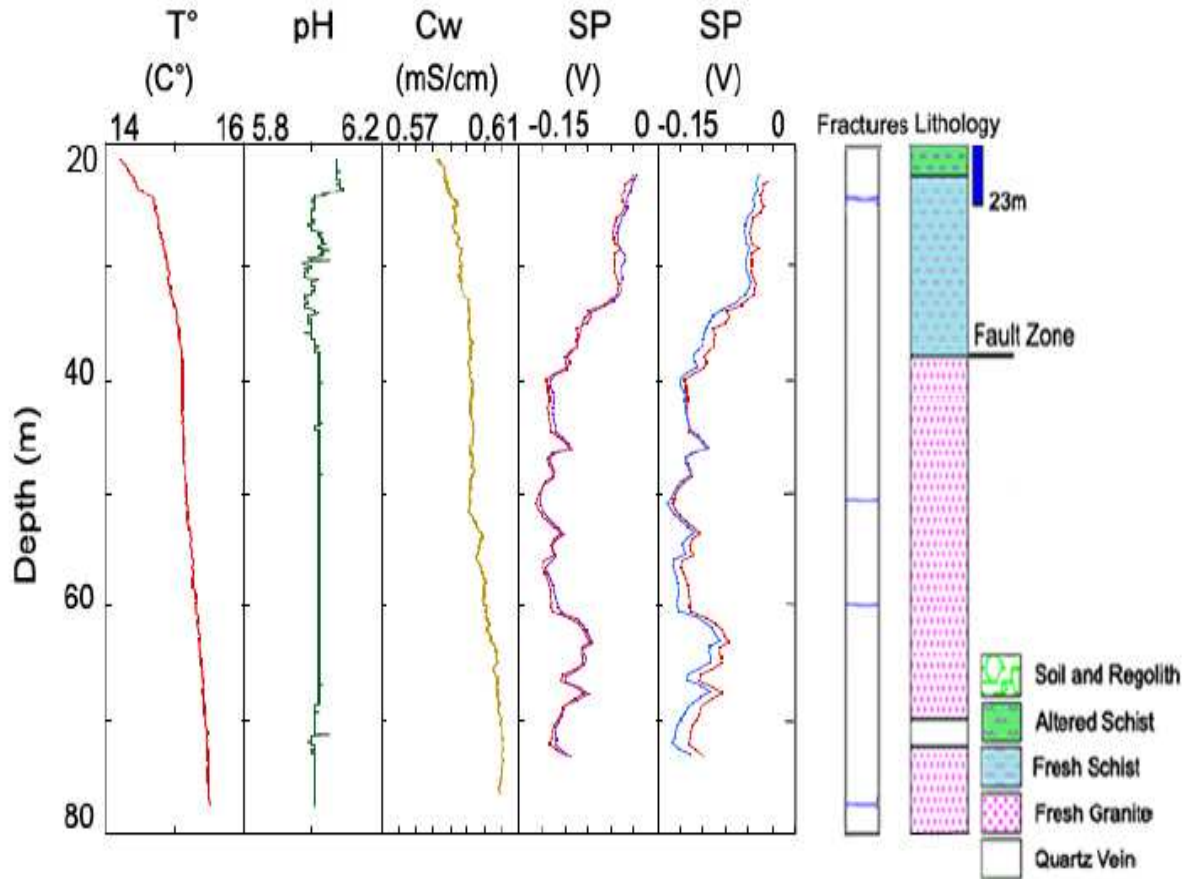 T° pH Cw SP SP
(C°) (mS/cm) (V) (V)
14 16 5.8 6.2 0.57 0.61 -0.15 0 -0.15 0
Fractures Lithology
20
23m
Fault Zone
40
Depth (m)
60
Soil and Regolith
Altered Schist
Fresh Schist
Fresh Granite
80
Quartz Vein